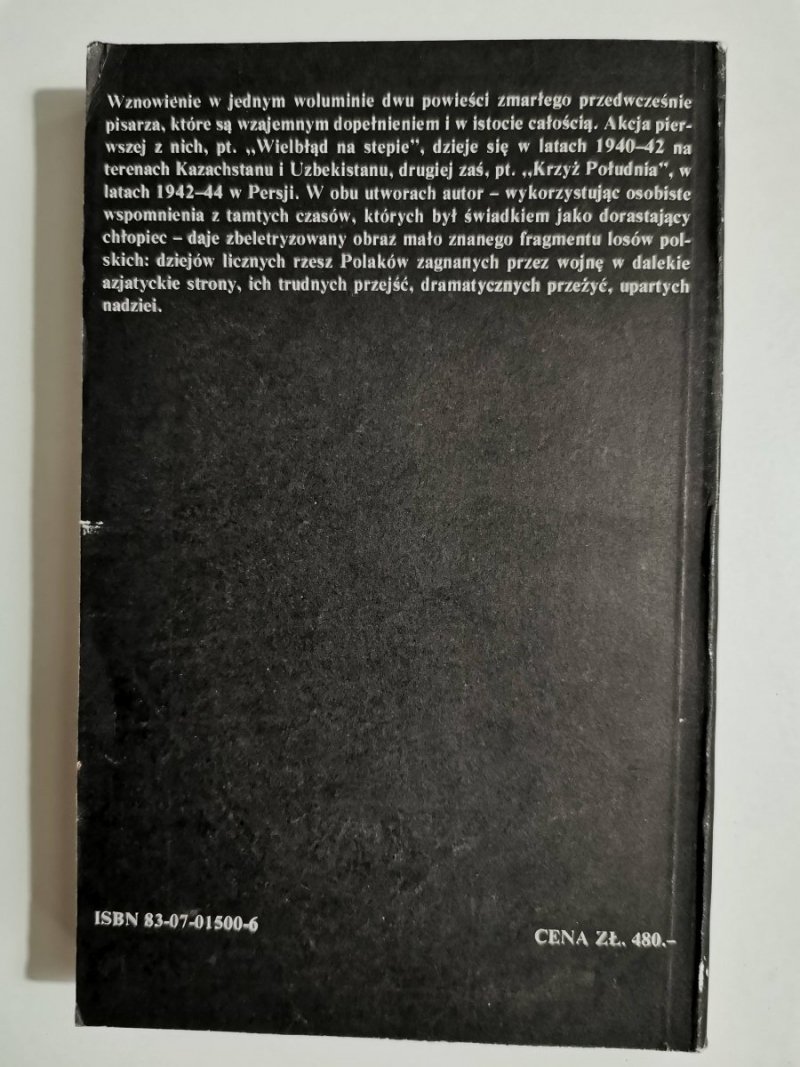 Wznowienie w jednym woluminie dwu powieści zmarłego przedwcześnie
pisarza, które są wzajemnym dopełnieniem i w istocie całością. Akcja pier-
wszej z nich, pt. „Wielbłąd na stepie”, dzieje się w latach 1940–42 na
terenach Kazachstanu i Uzbekistanu, drugiej zaś, pt. „Krzyż Południa”, w
latach 1942–44 w Persji. W obu utworach autor – wykorzystując osobiste
wspomnienia z tamtych czasów, których był świadkiem jako dorastający
chłopiec – daje zbeletryzowany obraz mało znanego fragmentu losów pol-
skich: dziejów licznych rzesz Polaków zagnanych przez wojnę w dalekie
azjatyckie strony, ich trudnych przejść, dramatycznych przeżyć, upartych
nadziei.
ISBN 83-07-01500-6
CENA ZŁ. 480.–